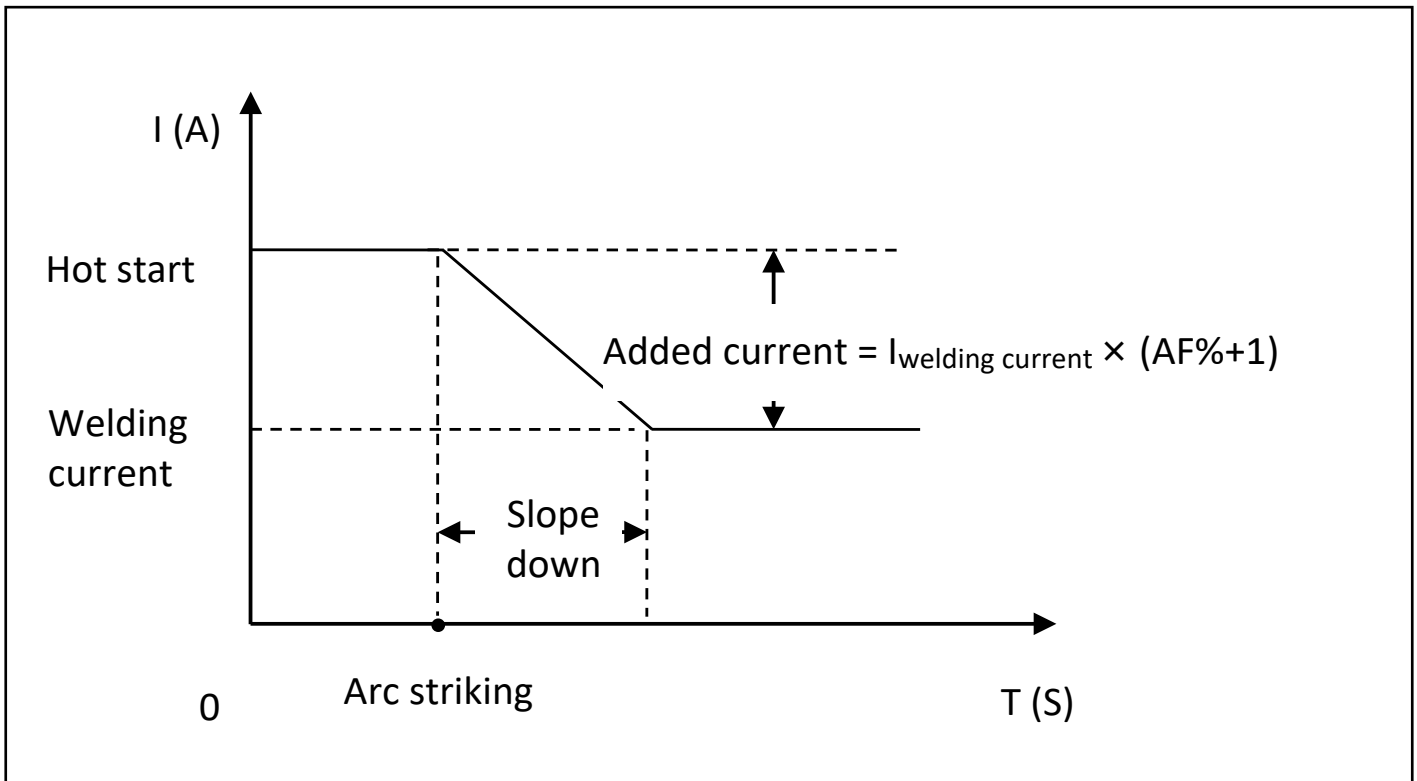 I (A)
Hot start
Added current = Iwelding current × (AF%+1)
Welding
current
Slope
down
0
Arc striking
T (S)